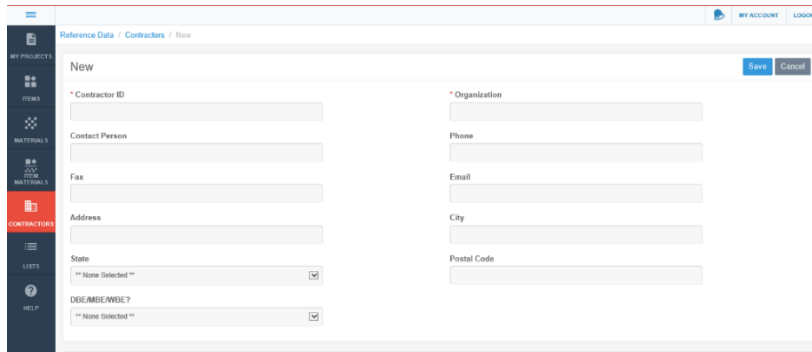 MY ACCOUNT LOGOU
Reference Data / Contractors / New
MY PROJECTS
ITEMS
MATERIALS
ITEM
MATERIALS
CONTRACTORS
LISTS
HELP
New
Save Cancel
* Contractor ID
* Organization
Contact Person
Phone
Fax
Email
Address
City
State
Postal Code
** None Selected **
DBE/MBE/WBE?
** None Selected **